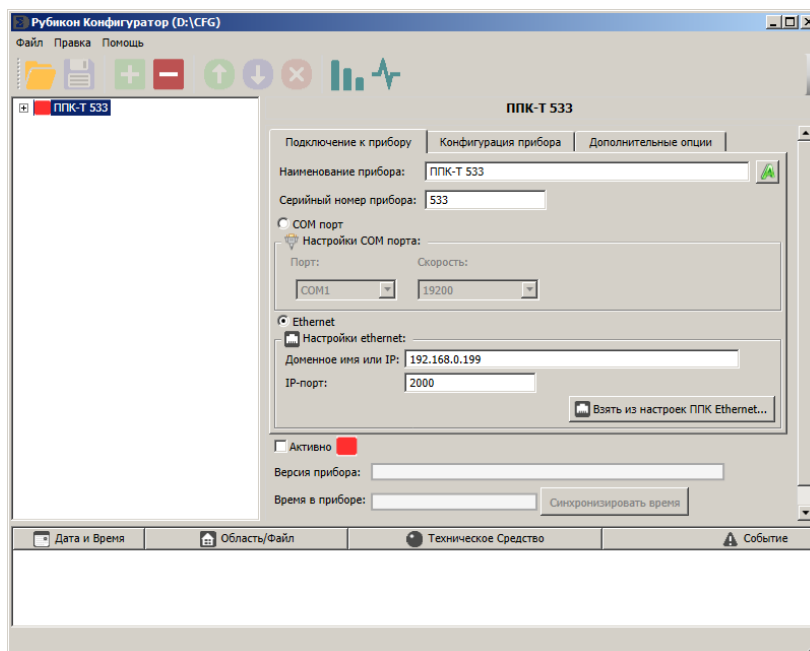 Рубикон Конфигуратор (D:\CFG)
Файл Правка Помощь
ППК-Т 533
ППК-Т 533
Подключение к прибору Конфигурация прибора Дополнительные опции
Наименование прибора: ППК-Т 533
Серийный номер прибора: 533
COM порт
Настройки COM порта:
Порт: Скорость:
COM1 19200
Ethernet
Настройки ethernet:
Доменное имя или IP: 192.168.0.199
IP-порт: 2000
Взять из настроек ППК Ethernet...
Активно
Версия прибора:
Время в приборе: Синхронизировать время
Дата и Время Область/Файл Техническое Средство Событие